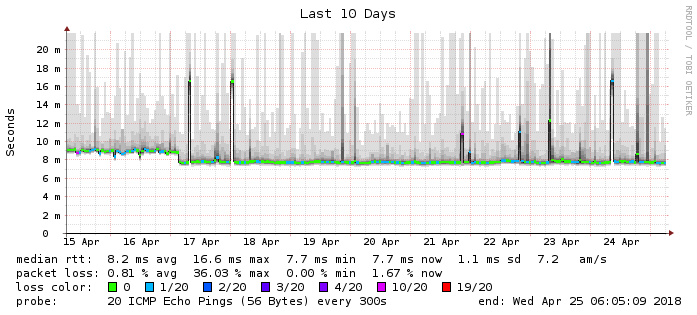 Last 10 Days
RRDTOOL / TOBI OETIKER
Seconds
20 m
18 m
16 m
14 m
12 m
10 m
8 m
6 m
4 m
2 m
0
15 Apr 16 Apr 17 Apr 18 Apr 19 Apr 20 Apr 21 Apr 22 Apr 23 Apr 24 Apr
median rtt: 8.2 ms avg 16.6 ms max 7.7 ms min 7.7 ms now 1.1 ms sd 7.2 am/s
packet loss: 0.81 % avg 36.03 % max 0.00 % min 1.67 % now
loss color: 0 1/20 2/20 3/20 4/20 10/20 19/20
probe: 20 ICMP Echo Pings (56 Bytes) every 300s end: Wed Apr 25 06:05:09 2018